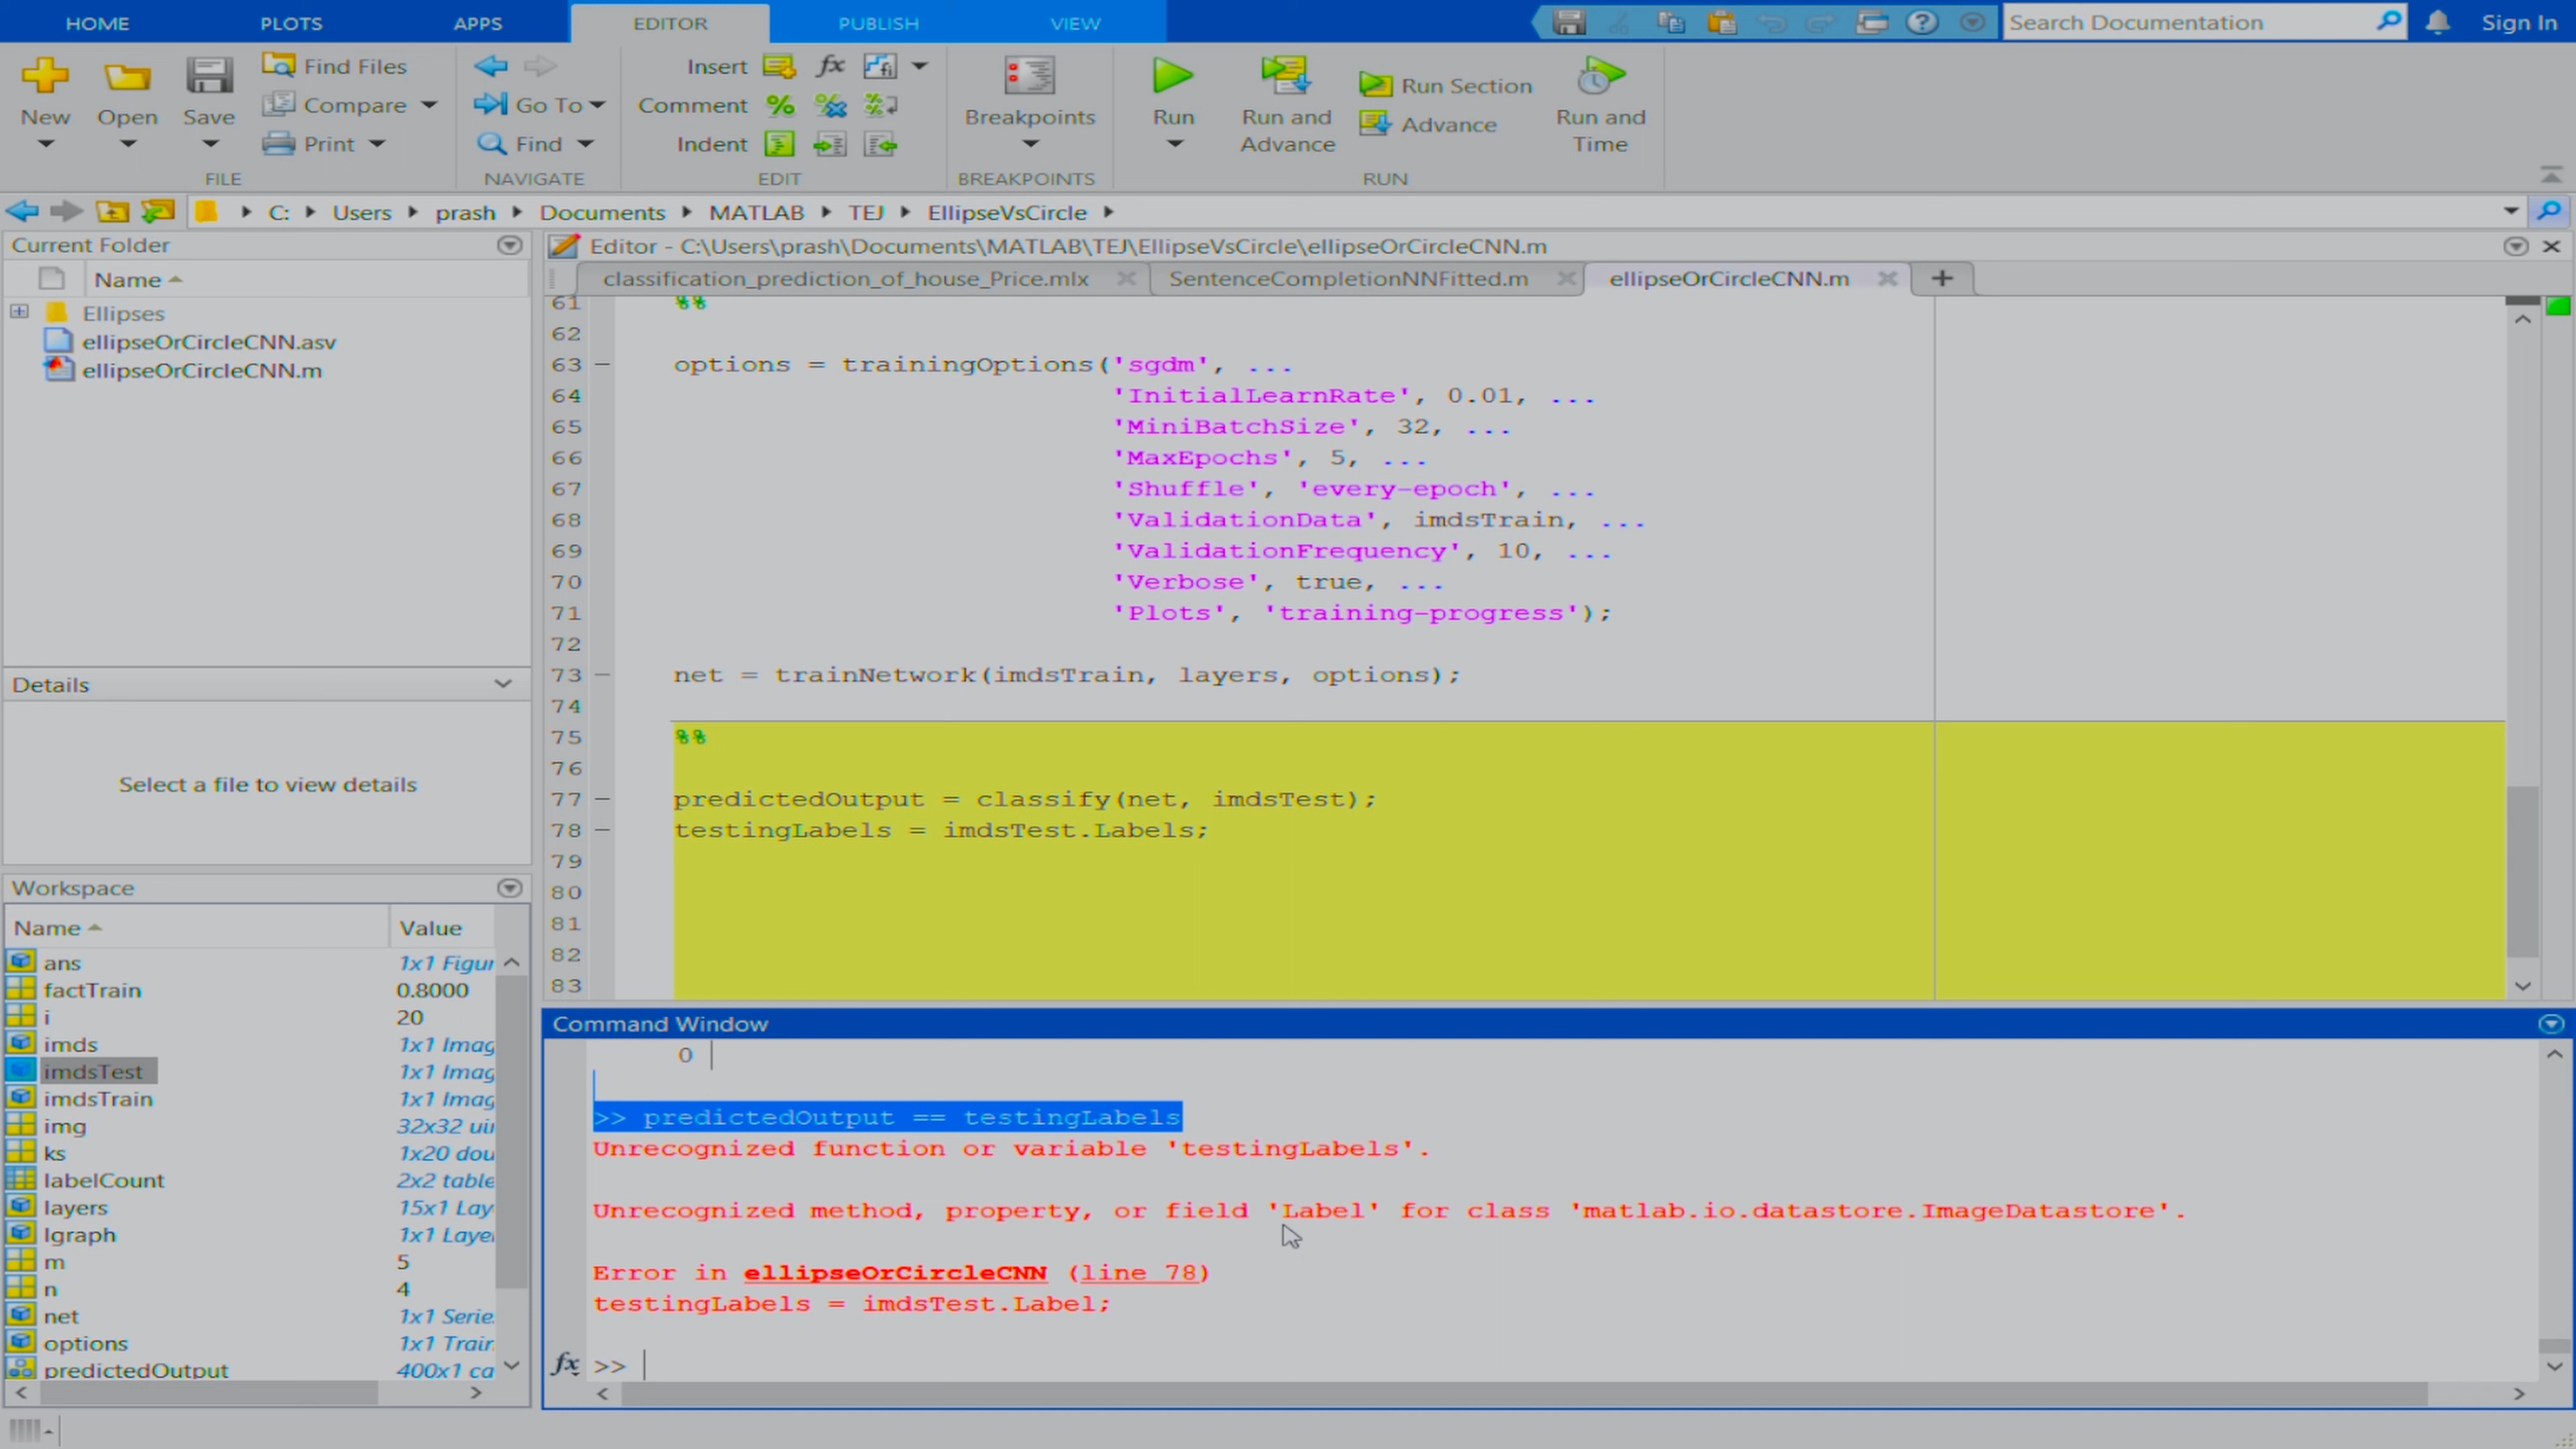 HOME PLOTS APPS EDITOR PUBLISH VIEW Search Documentation Sign In
New Open Save Find Files Compare Print Go To Find Insert Comment Indent Breakpoints Run Run and Advance Run Section Advance Run and Time
FILE NAVIGATE EDIT BREAKPOINTS RUN
C: Users prash Documents MATLAB TEJ EllipseVsCircle
Current Folder
Name
Ellipses
ellipseOrCircleCNN.asv
ellipseOrCircleCNN.m
Details
Select a file to view details
Workspace
Name Value
ans 1x1 Figur
factTrain 0.8000
i 20
imds 1x1 Imag
imdsTest 1x1 Imag
imdsTrain 1x1 Imag
img 32x32 uir
ks 1x20 dou
labelCount 2x2 table
layers 15x1 Lay
lgraph 1x1 Laye
m 5
n 4
net 1x1 Serie
options 1x1 Train
predictedOutput 400x1 ca
Editor - C:\Users\prash\Documents\MATLAB\TEJ\EllipseVsCircle\ellipseOrCircleCNN.m
classification_prediction_of_house_Price.mlx SentenceCompletionNNFitted.m ellipseOrCircleCNN.m
61 %%
62
63 options = trainingOptions('sgdm', ...
64 'InitialLearnRate', 0.01, ...
65 'MiniBatchSize', 32, ...
66 'MaxEpochs', 5, ...
67 'Shuffle', 'every-epoch', ...
68 'ValidationData', imdsTrain, ...
69 'ValidationFrequency', 10, ...
70 'Verbose', true, ...
71 'Plots', 'training-progress');
72
73 net = trainNetwork(imdsTrain, layers, options);
74
75 %%
76
77 predictedOutput = classify(net, imdsTest);
78 testingLabels = imdsTest.Labels;
79
80
81
82
83
Command Window
0
>> predictedOutput == testingLabels
Unrecognized function or variable 'testingLabels'.
Unrecognized method, property, or field 'Label' for class 'matlab.io.datastore.ImageDatastore'.
Error in ellipseOrCircleCNN (line 78)
testingLabels = imdsTest.Label;
fx >>